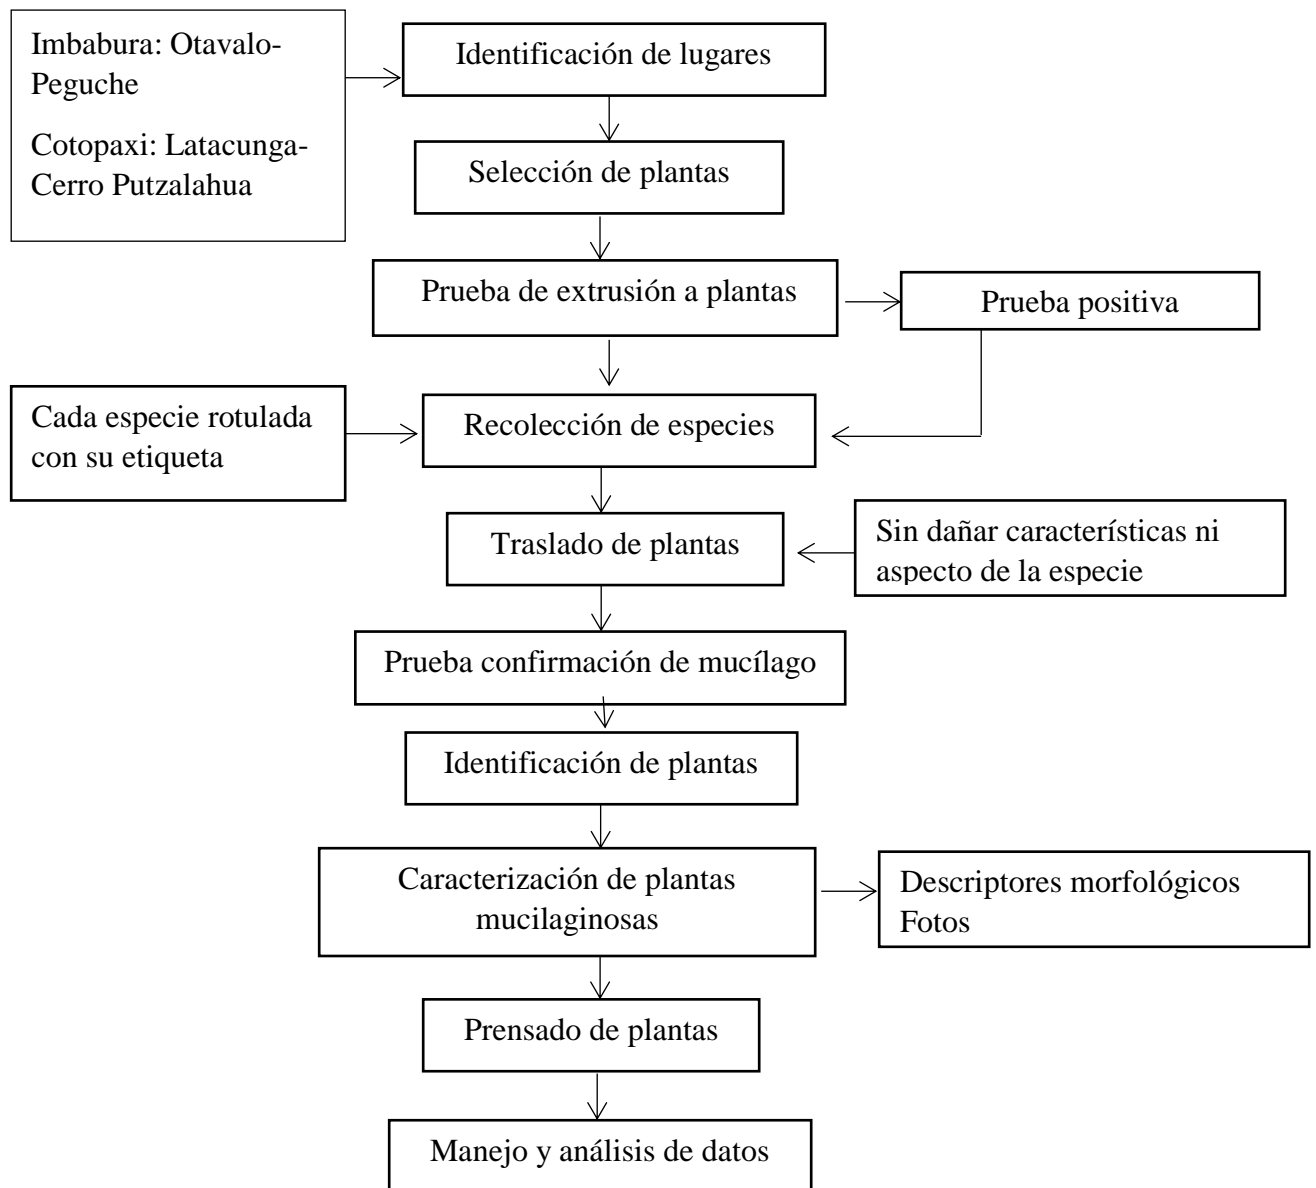 Imbabura: Otavalo-
Peguche
Cotopaxi: Latacunga-
Cerro Putzalahua
Identificación de lugares
Selección de plantas
Prueba de extrusión a plantas
Prueba positiva
Cada especie rotulada
con su etiqueta
Recolección de especies
Traslado de plantas
Sin dañar características ni
aspecto de la especie
Prueba confirmación de mucílago
Identificación de plantas
Caracterización de plantas
mucilaginosas
Descriptores morfológicos
Fotos
Prensado de plantas
Manejo y análisis de datos